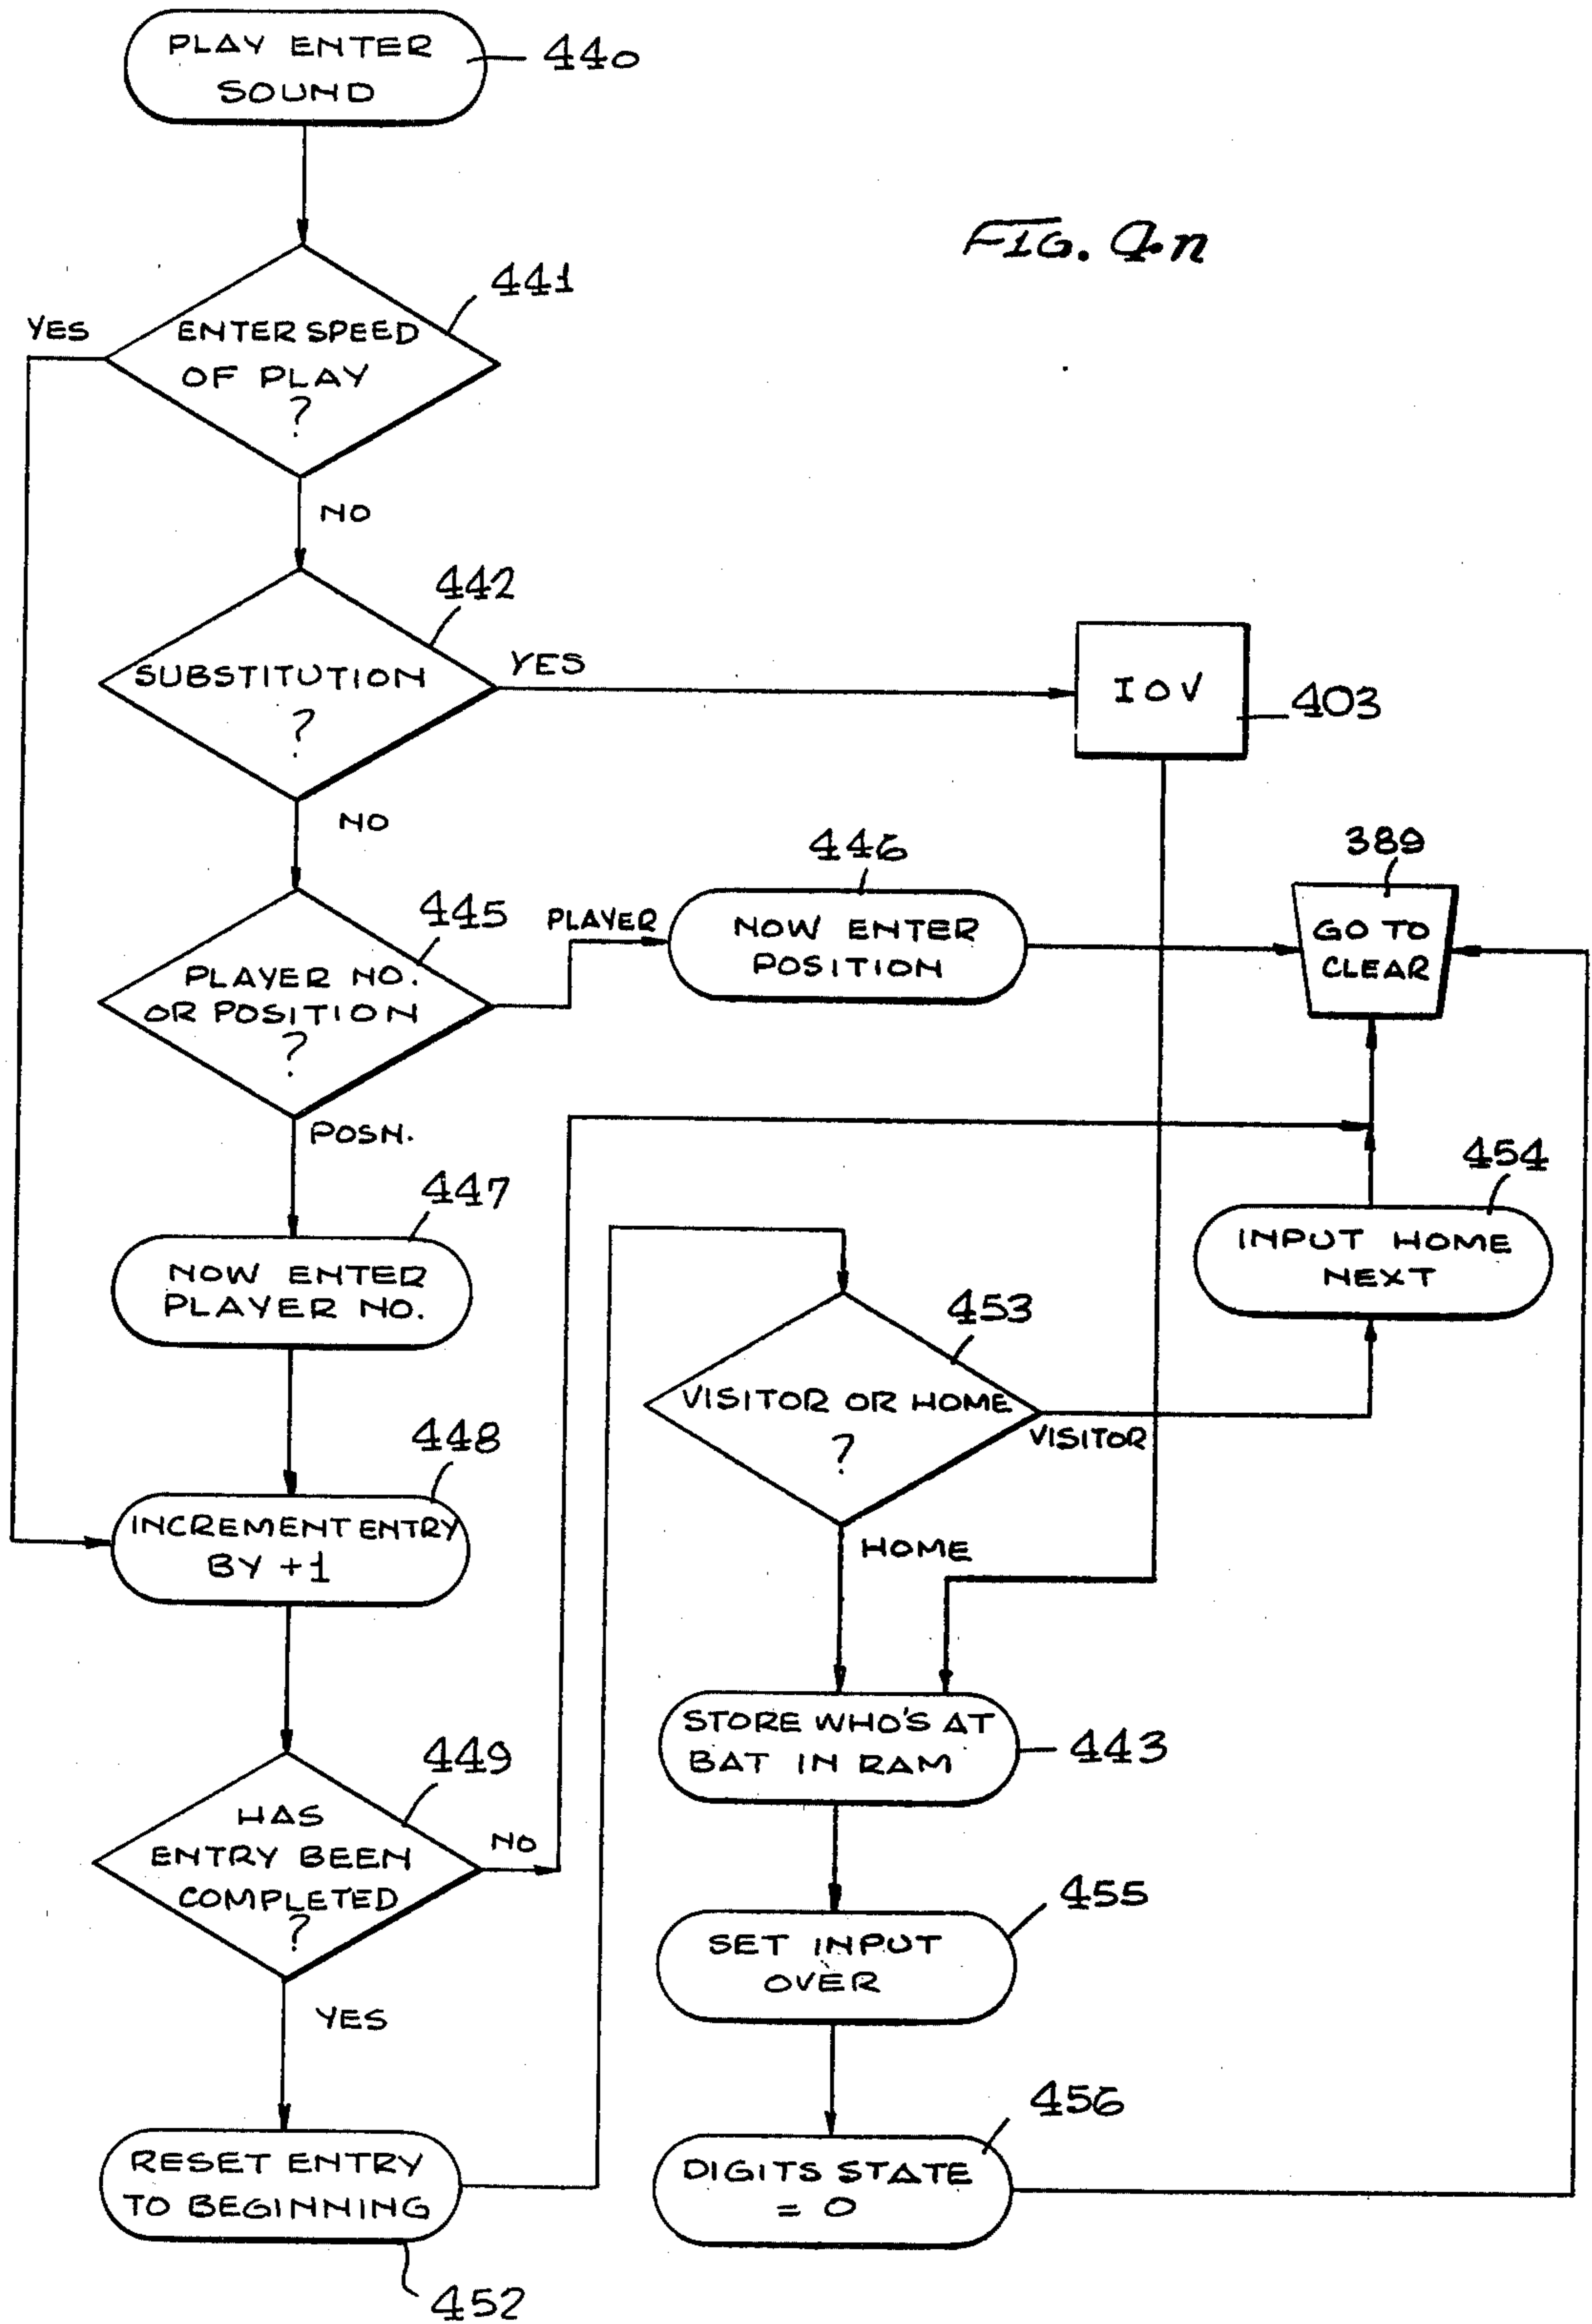 PLAY ENTER
SOUND
440
FIG. 4n
441
ENTER SPEED
OF PLAY
?
YES
NO
442
SUBSTITUTION
?
YES
NO
IOV
403
445
PLAYER NO.
OR POSITION
?
PLAYER
POSN.
446
NOW ENTER
POSITION
389
GO TO
CLEAR
447
NOW ENTER
PLAYER NO.
454
INPUT HOME
NEXT
453
VISITOR OR HOME
?
VISITOR
HOME
448
INCREMENT ENTRY
BY +1
449
HAS
ENTRY BEEN
COMPLETED
?
NO
YES
STORE WHO'S AT
BAT IN RAM
443
455
SET INPUT
OVER
456
DIGITS STATE
= 0
RESET ENTRY
TO BEGINNING
452